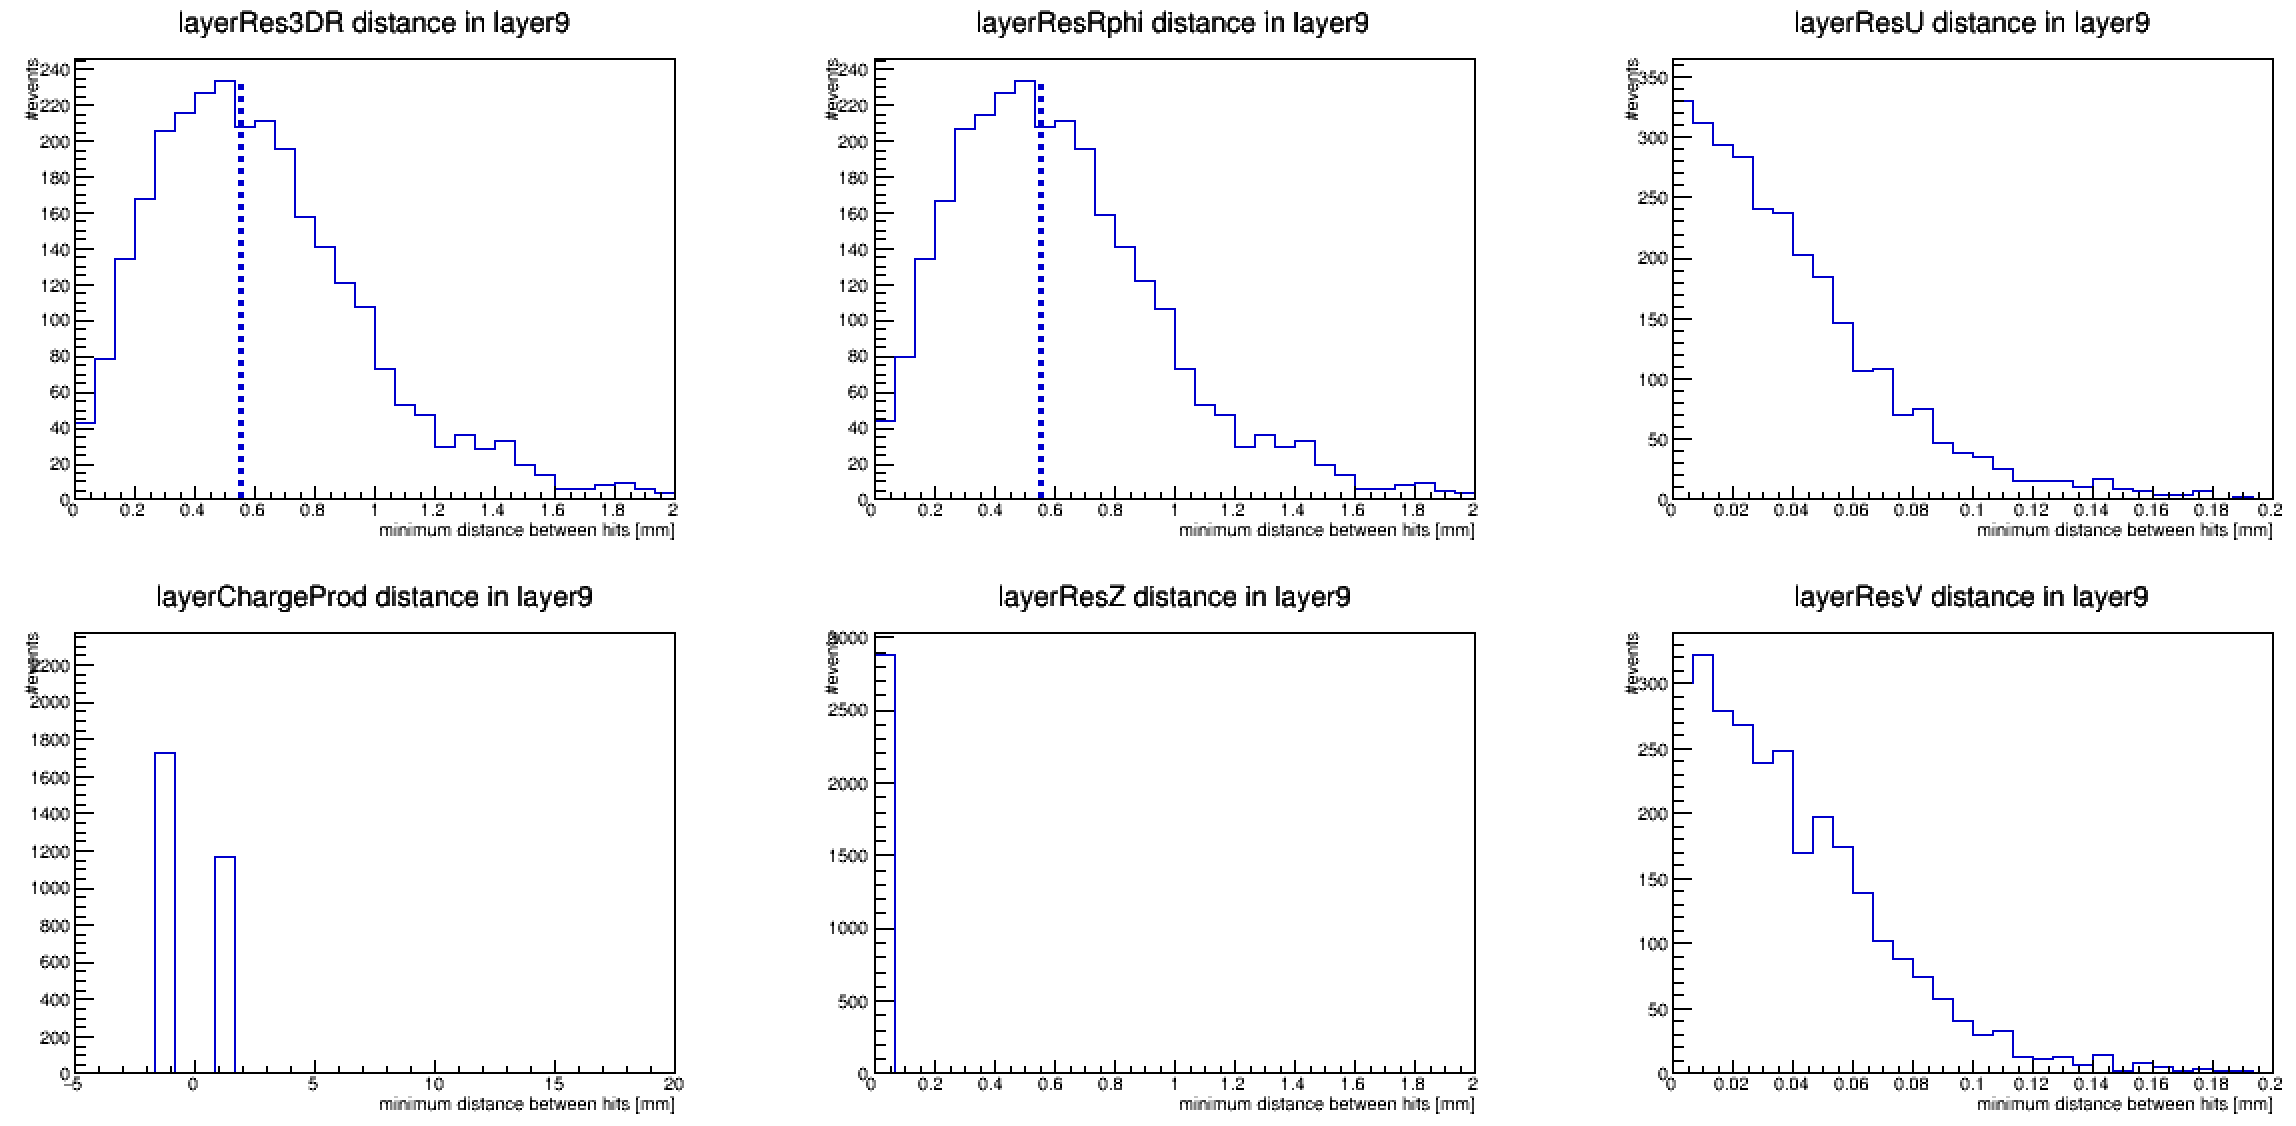 layerRes3DR distance in layer9
#events
240
220
200
180
160
140
120
100
80
60
40
20
0
0 0.2 0.4 0.6 0.8 1 1.2 1.4 1.6 1.8 2
minimum distance between hits [mm]
layerResRphi distance in layer9
#events
240
220
200
180
160
140
120
100
80
60
40
20
0
0 0.2 0.4 0.6 0.8 1 1.2 1.4 1.6 1.8 2
minimum distance between hits [mm]
layerResU distance in layer9
#events
350
300
250
200
150
100
50
0
0 0.02 0.04 0.06 0.08 0.1 0.12 0.14 0.16 0.18 0.2
minimum distance between hits [mm]
layerChargeProd distance in layer9
#events
2200
2000
1800
1600
1400
1200
1000
800
600
400
200
0
-5 0 5 10 15 20
minimum distance between hits [mm]
layerResZ distance in layer9
#events
3000
2500
2000
1500
1000
500
0
0 0.2 0.4 0.6 0.8 1 1.2 1.4 1.6 1.8 2
minimum distance between hits [mm]
layerResV distance in layer9
#events
300
250
200
150
100
50
0
0 0.02 0.04 0.06 0.08 0.1 0.12 0.14 0.16 0.18 0.2
minimum distance between hits [mm]